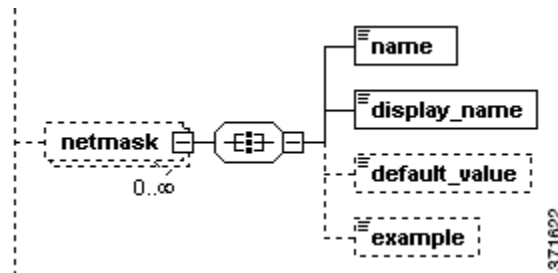 name
display_name
netmask
0..∞
default_value
example
371622